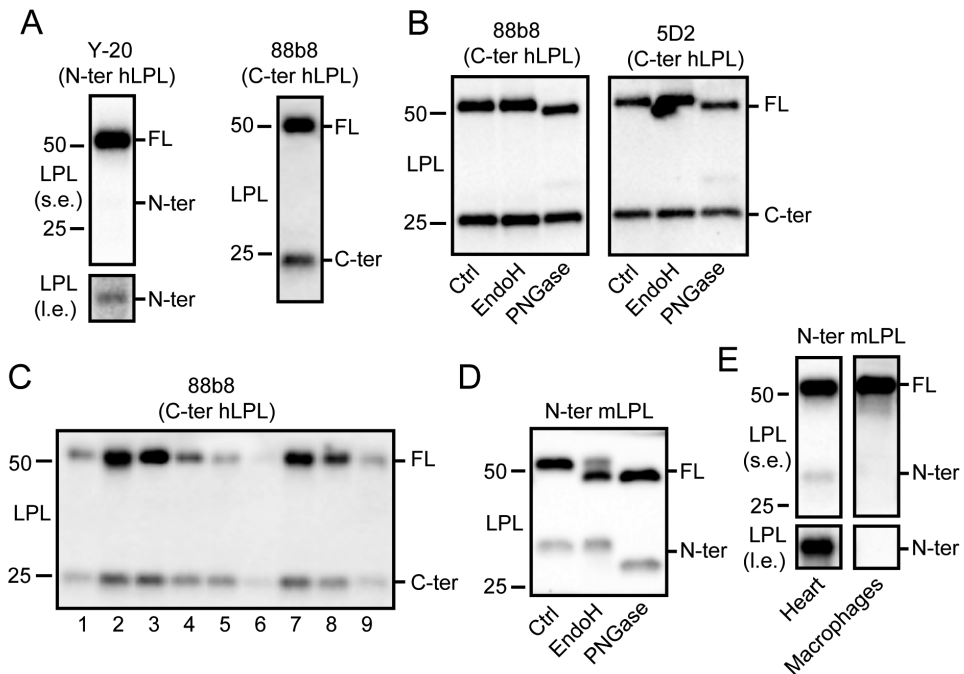 A
Y-20
(N-ter hLPL)
50
FL
LPL
(s.e.)
N-ter
25
LPL
(l.e.)
N-ter
88b8
(C-ter hLPL)
50
FL
LPL
25
C-ter
B
88b8
(C-ter hLPL)
5D2
(C-ter hLPL)
50
FL
LPL
25
C-ter
Ctrl
EndoH
PNGase
Ctrl
EndoH
PNGase
C
88b8
(C-ter hLPL)
50
FL
LPL
25
C-ter
1 2 3 4 5 6 7 8 9
D
N-ter mLPL
50
FL
LPL
N-ter
25
Ctrl
EndoH
PNGase
E
N-ter mLPL
50
FL
LPL
(s.e.)
N-ter
25
LPL
(l.e.)
N-ter
Heart
Macrophages